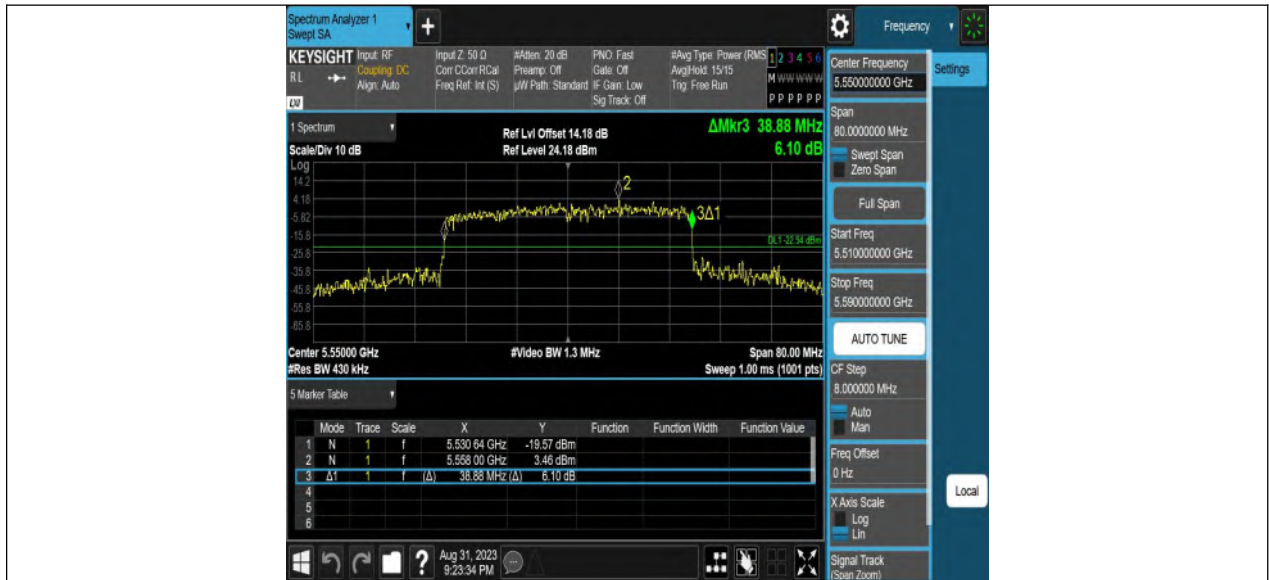 Spectrum Analyzer 1
Swept SA
+
Frequency
KEYSIGHT
RL
LXI
Input: RF
Coupling: DC
Align: Auto
Input Z: 50 Ω
Corr CCorr RCal
Freq Ref: Int (S)
#Atten: 20 dB
Preamp: Off
µW Path: Standard
PNO: Fast
Gate: Off
IF Gain: Low
Sig Track: Off
#Avg Type: Power (RMS
Avg|Hold: 15/15
Trig: Free Run
1 2 3 4 5 6
M W W W W W
P P P P P
1 Spectrum
Scale/Div 10 dB
Ref Lvl Offset 14.18 dB
Ref Level 24.18 dBm
ΔMkr3 38.88 MHz
6.10 dB
Log
14.2
4.18
-5.82
-15.8
-25.8
-35.8
-45.8
-55.8
-65.8
2
3Δ1
DL1 -22.54 dBm
Center 5.55000 GHz
#Video BW 1.3 MHz
Span 80.00 MHz
#Res BW 430 kHz
Sweep 1.00 ms (1001 pts)
5 Marker Table
Mode Trace Scale X Y Function Function Width Function Value
1 N 1 f 5.530 64 GHz -19.57 dBm
2 N 1 f 5.558 00 GHz 3.46 dBm
3 Δ1 1 f (Δ) 38.88 MHz (Δ) 6.10 dB
4
5
6
?
Aug 31, 2023
9:23:34 PM
Center Frequency
5.550000000 GHz
Settings
Span
80.0000000 MHz
Swept Span
Zero Span
Full Span
Start Freq
5.510000000 GHz
Stop Freq
5.590000000 GHz
AUTO TUNE
CF Step
8.000000 MHz
Auto
Man
Freq Offset
0 Hz
X Axis Scale
Log
Lin
Local
Signal Track
(Span Zoom)